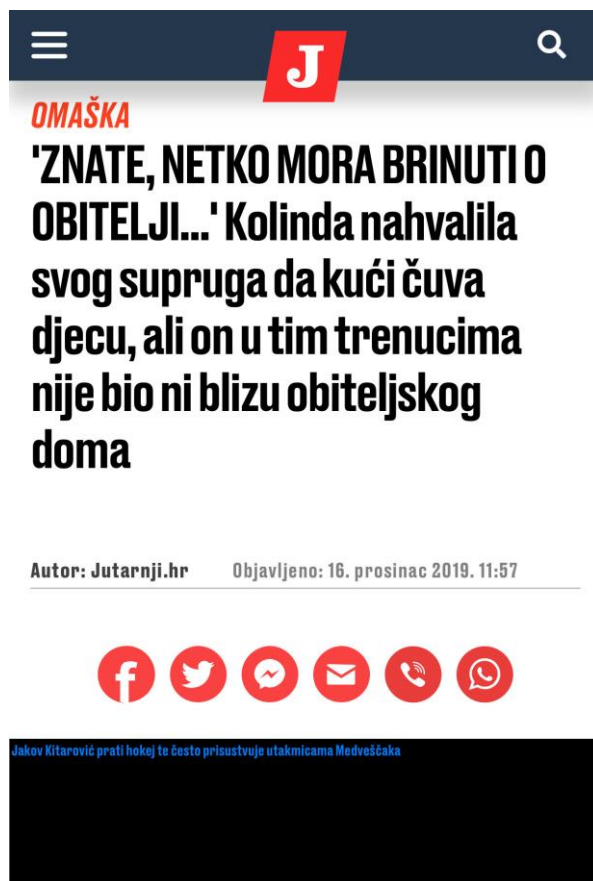 J
OMAŠKA
'ZNATE, NETKO MORA BRINUTI O
OBITELJI...' Kolinda nahvalila
svog supruga da kući čuva
djecu, ali on u tim trenucima
nije bio ni blizu obiteljskog
doma
Autor: Jutarnji.hr Objavljeno: 16. prosinac 2019. 11:57
Jakov Kitarović prati hokej te često prisustvuje utakmicama Medveščaka